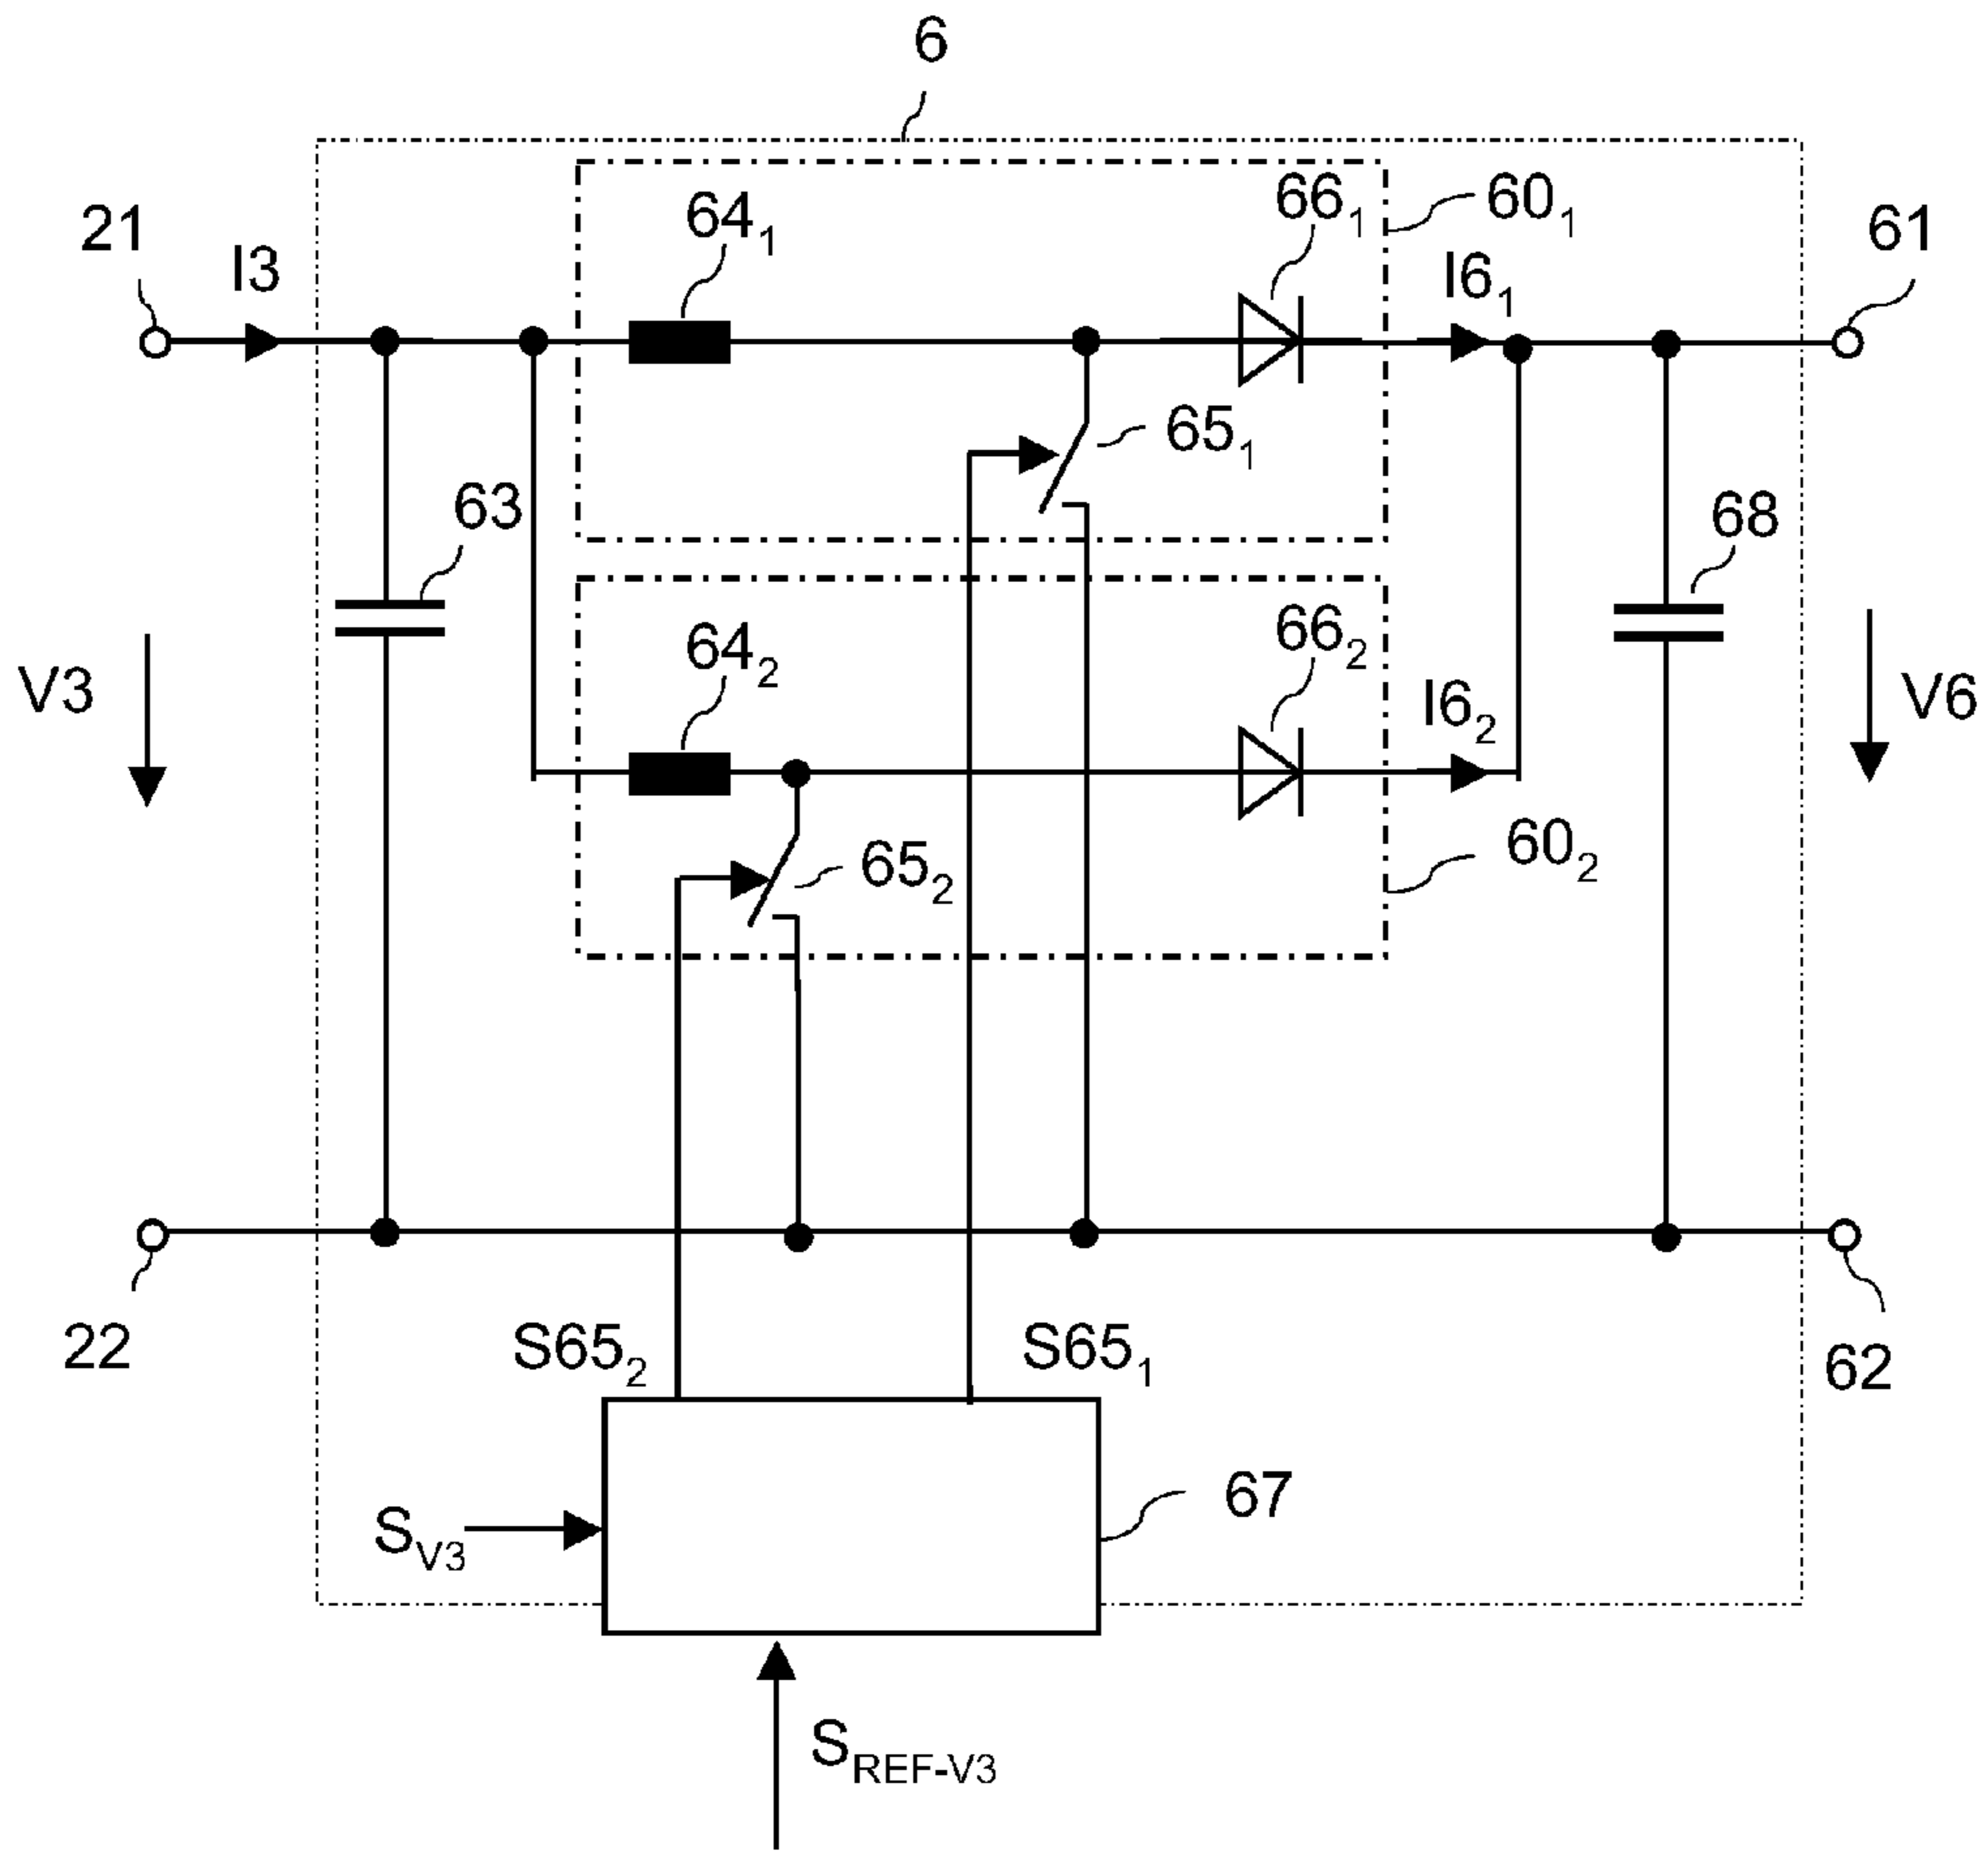 6
21
I3
64₁
66₁
60₁
I6₁
61
65₁
63
68
V3
64₂
66₂
I6₂
V6
65₂
60₂
22
S65₂
S65₁
62
67
S_V3
S_REF-V3